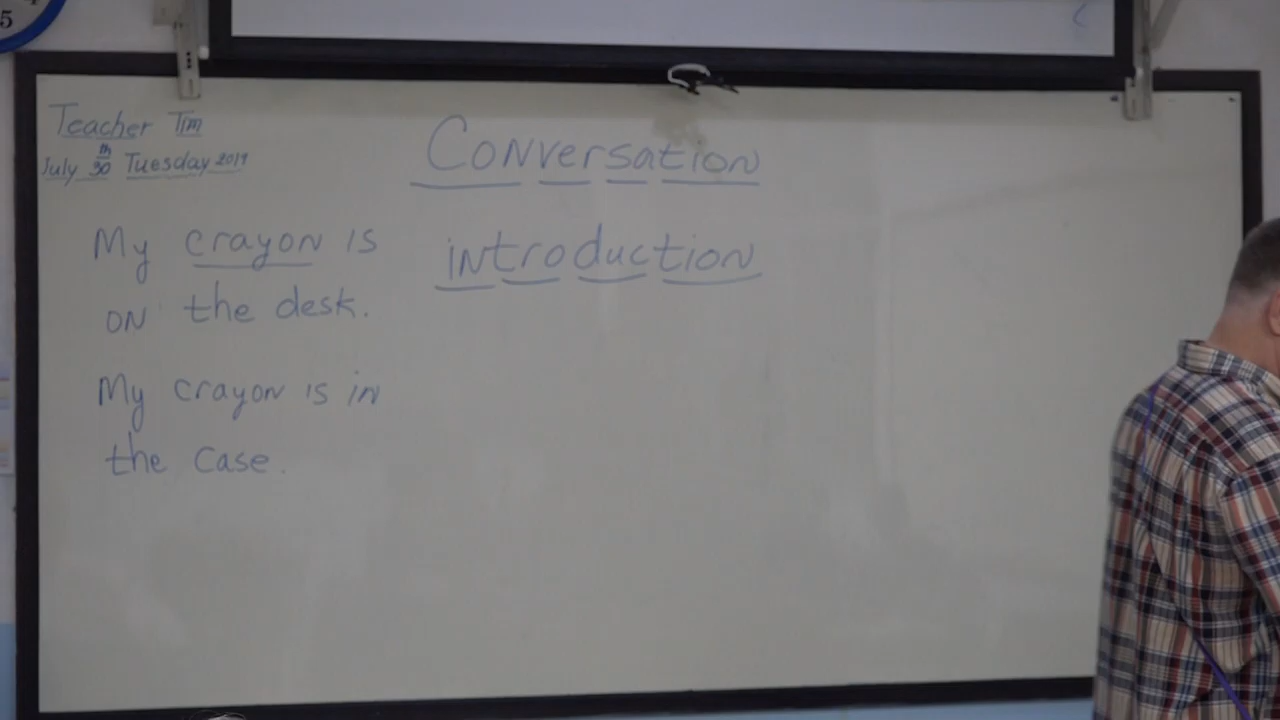 5
Teacher Tim
July 30th Tuesday 2019
Conversation
introduction
My crayon is
on the desk.
My crayon is in
the case.